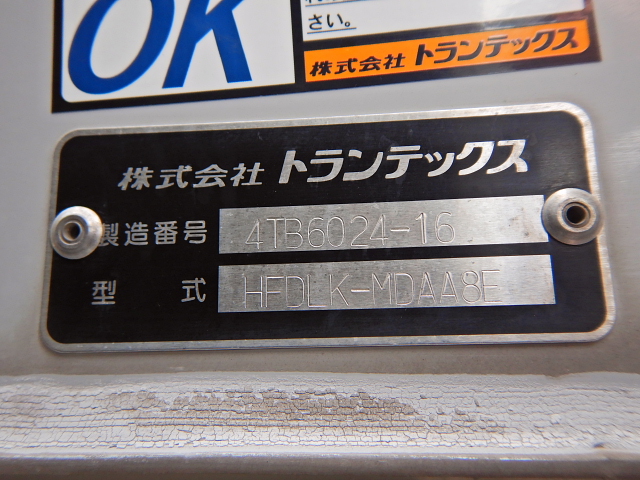 OK
さい。
株式会社 トランテックス
株式会社 トランテックス
製造番号 4TB6024-16
型式 HFDLK-MDAA8E